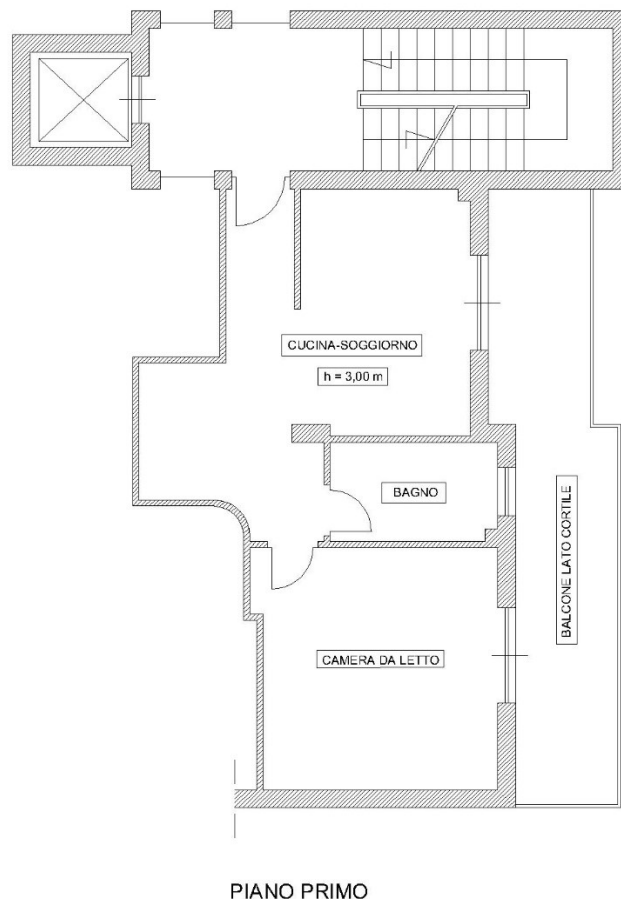 CUCINA-SOGGIORNO
h = 3,00 m
BAGNO
BALCONE LATO CORTILE
CAMERA DA LETTO
PIANO PRIMO